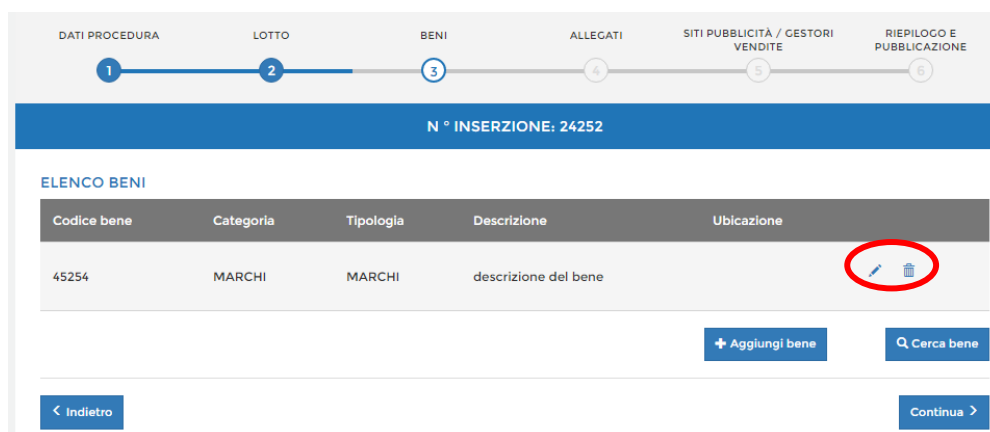 DATI PROCEDURA LOTTO BENI ALLEGATI SITI PUBBLICITÀ / GESTORI VENDITE RIEPILOGO E PUBBLICAZIONE
1 2 3 4 5 6
N ° INSERZIONE: 24252
ELENCO BENI
Codice bene Categoria Tipologia Descrizione Ubicazione
45254 MARCHI MARCHI descrizione del bene
Aggiungi bene Cerca bene
Indietro Continua